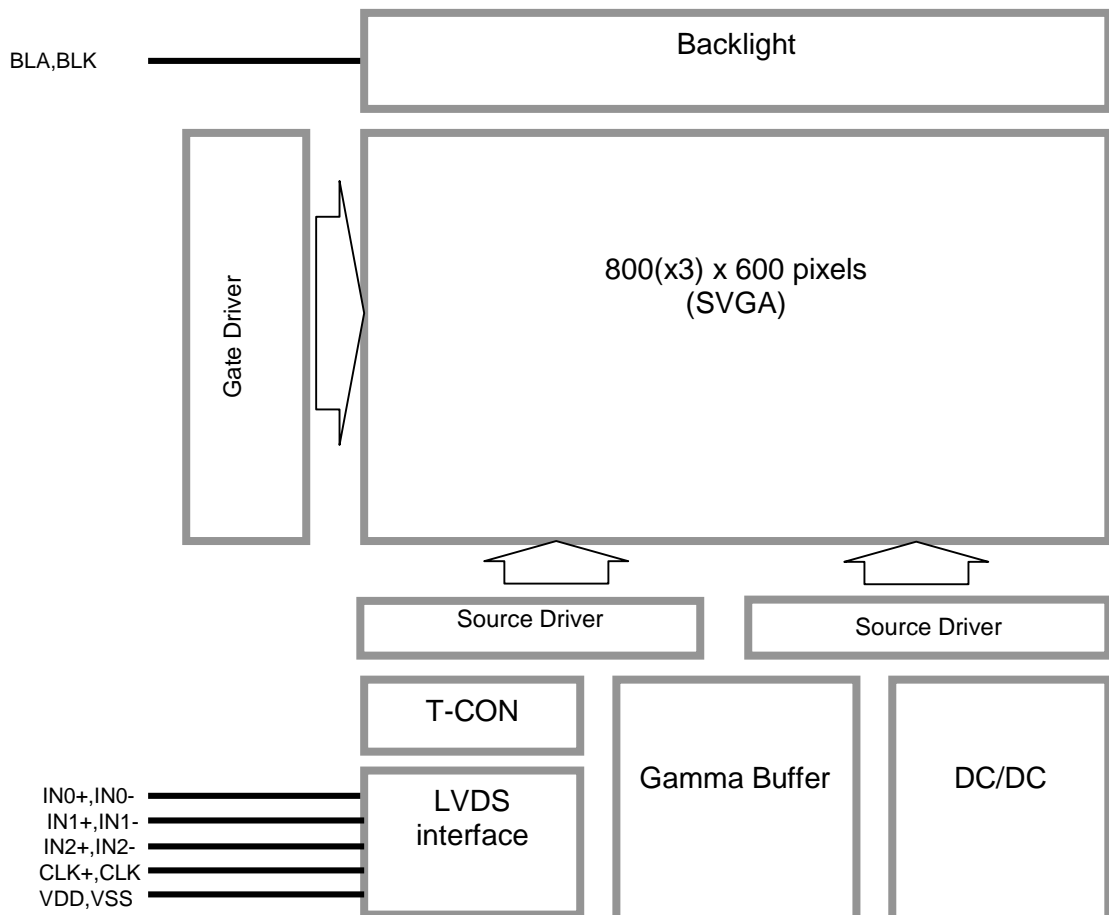 Backlight
BLA,BLK
800(x3) x 600 pixels
(SVGA)
Gate Driver
Source Driver
Source Driver
T-CON
Gamma Buffer
DC/DC
LVDS
interface
IN0+,IN0-
IN1+,IN1-
IN2+,IN2-
CLK+,CLK
VDD,VSS